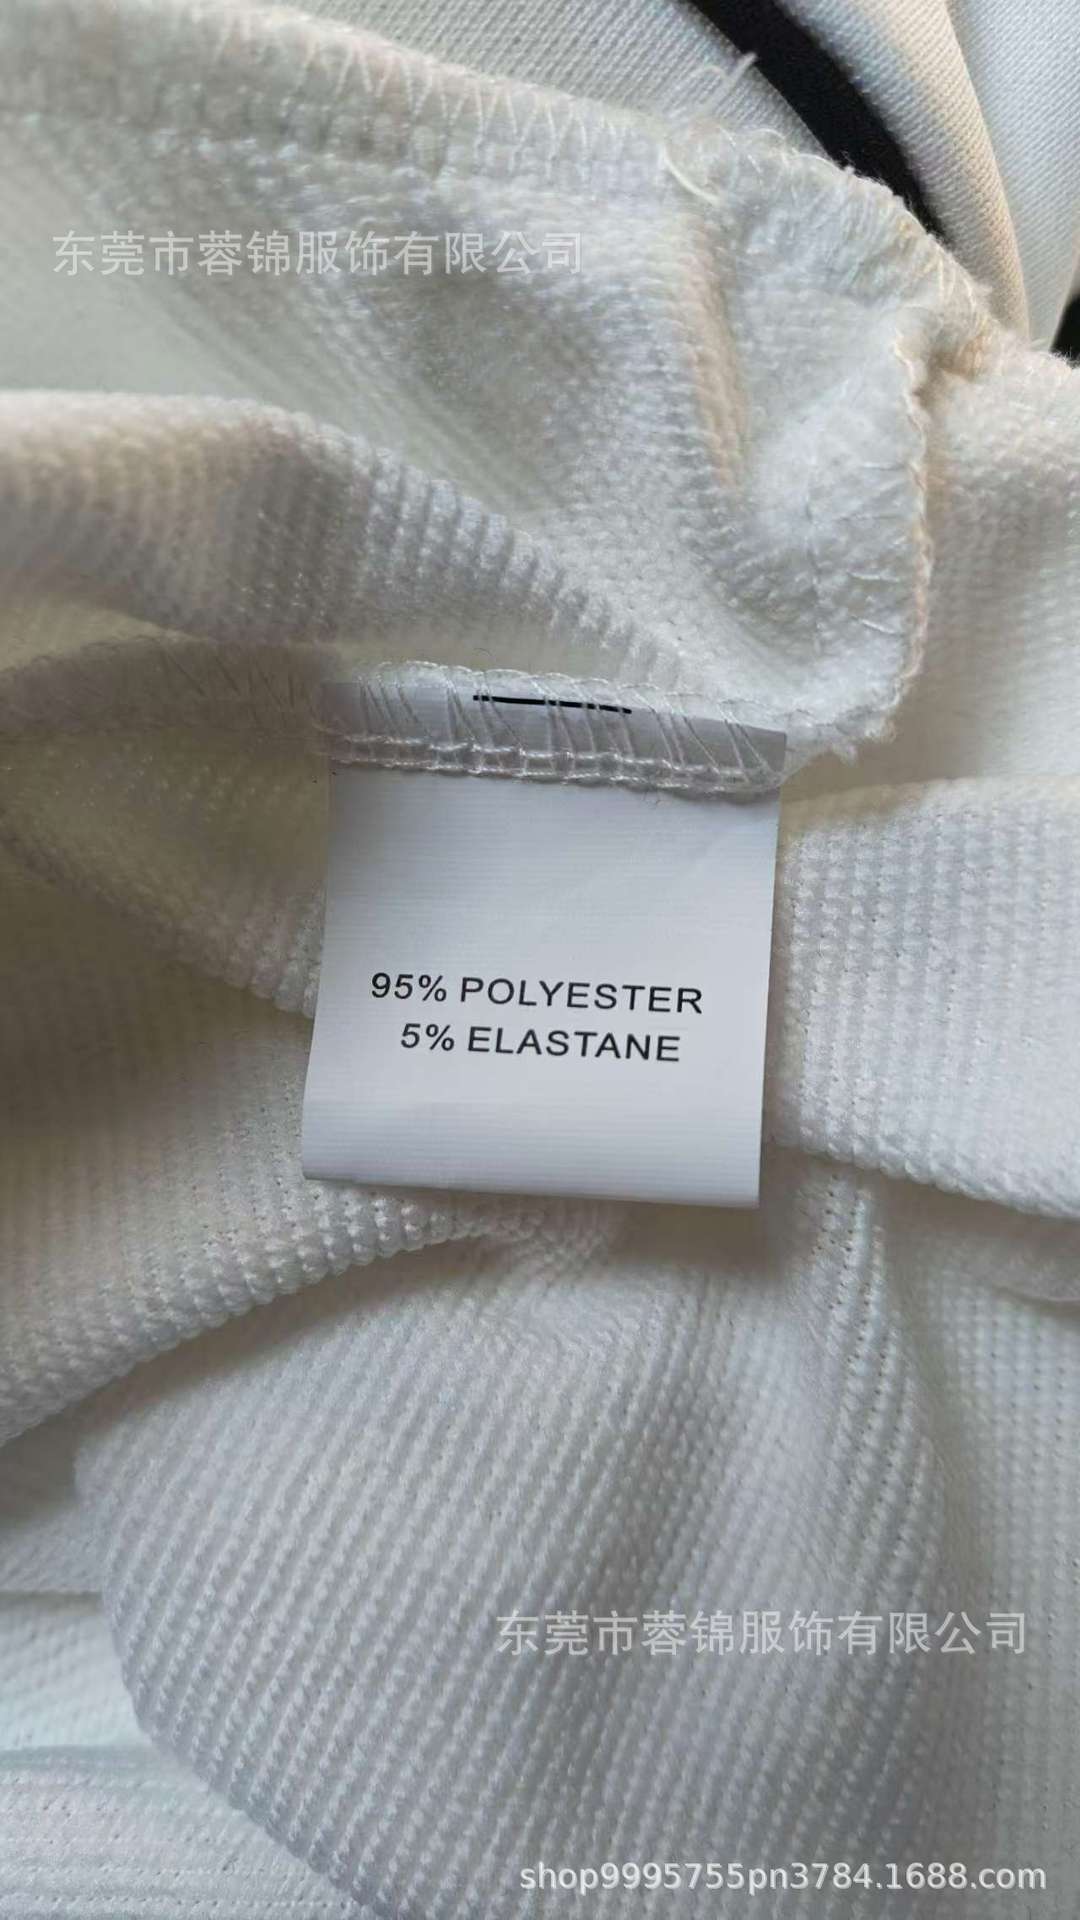 东莞市蓉锦服饰有限公司
95% POLYESTER
5% ELASTANE
东莞市蓉锦服饰有限公司
shop9995755pn3784.1688.com